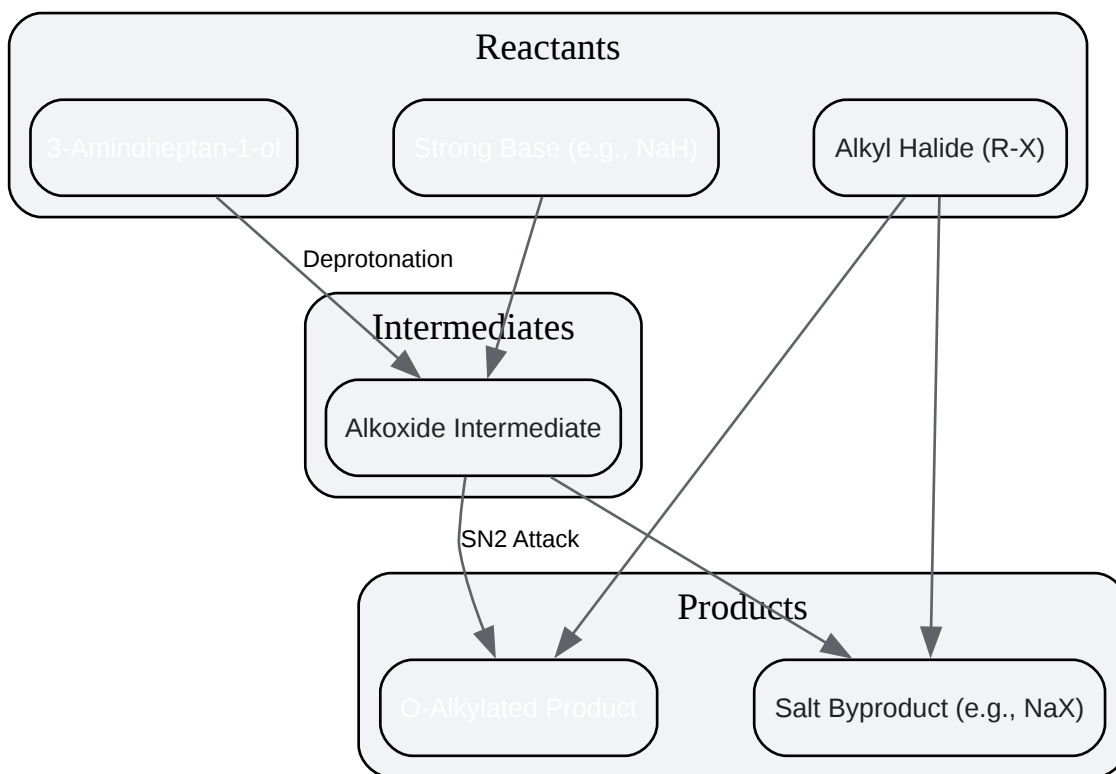 Reactants
3-Aminoheptan-1-ol
Strong Base (e.g., NaH)
Alkyl Halide (R-X)
Deprotonation
Intermediates
Alkoxide Intermediate
SN2 Attack
Products
O-Alkylated Product
Salt Byproduct (e.g., NaX)